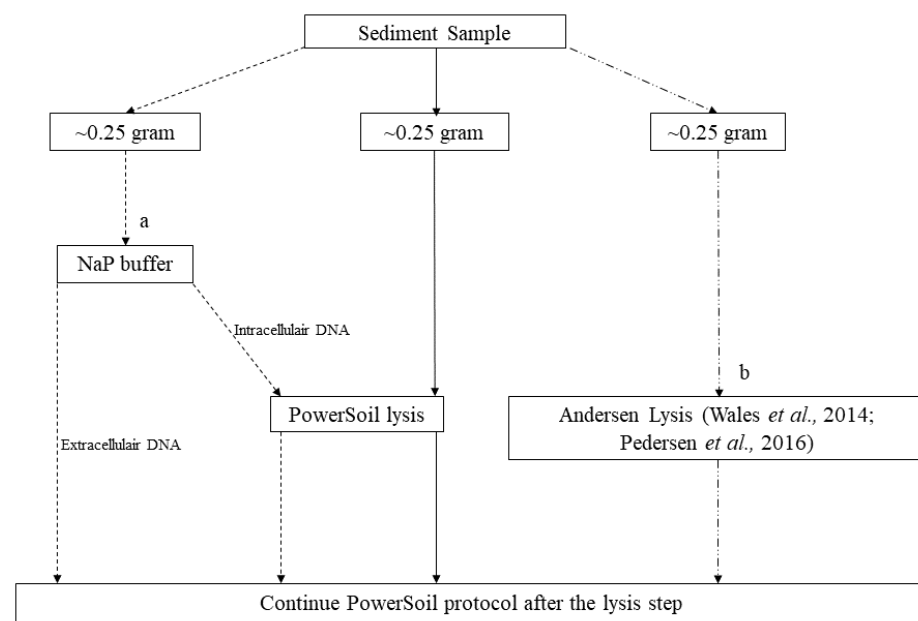 Sediment Sample
~0.25 gram
~0.25 gram
~0.25 gram
a
NaP buffer
Intracellulair DNA
b
PowerSoil lysis
Andersen Lysis (Wales et al., 2014;
Pedersen et al., 2016)
Extracellulair DNA
Continue PowerSoil protocol after the lysis step